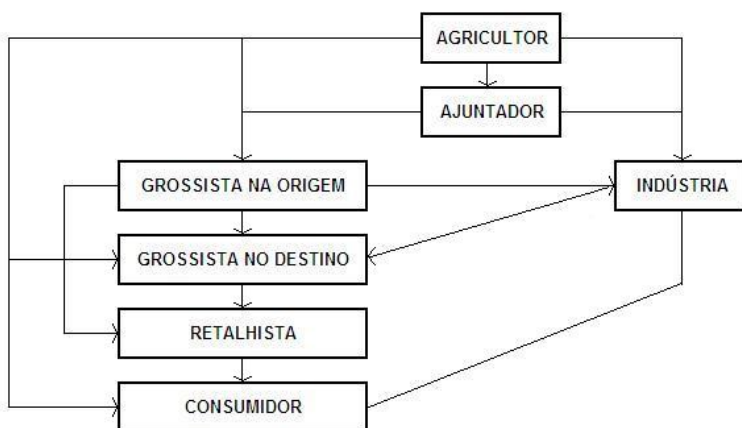 AGRICULTOR
AJUNTADOR
GROSSISTA NA ORIGEM
INDÚSTRIA
GROSSISTA NO DESTINO
RETALHISTA
CONSUMIDOR